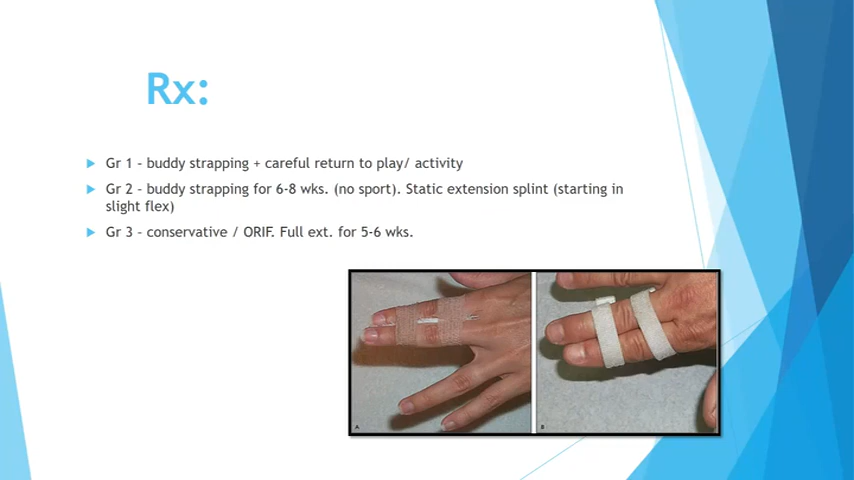 Rx:
Gr 1 - buddy strapping + careful return to play/ activity
Gr 2 - buddy strapping for 6-8 wks. (no sport). Static extension splint (starting in
slight flex)
Gr 3 - conservative / ORIF. Full ext. for 5-6 wks.
A
B